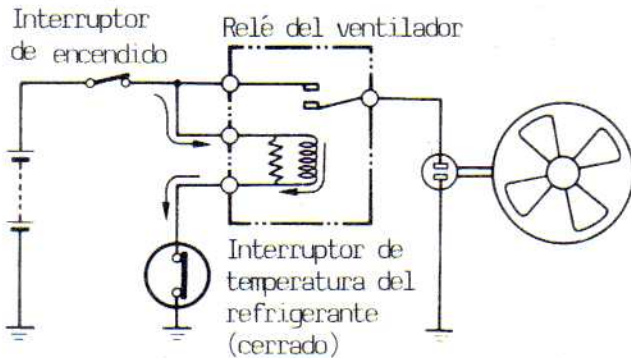 Interruptor
de encendido
Relé del ventilador
Interruptor de
temperatura del
refrigerante
(cerrado)